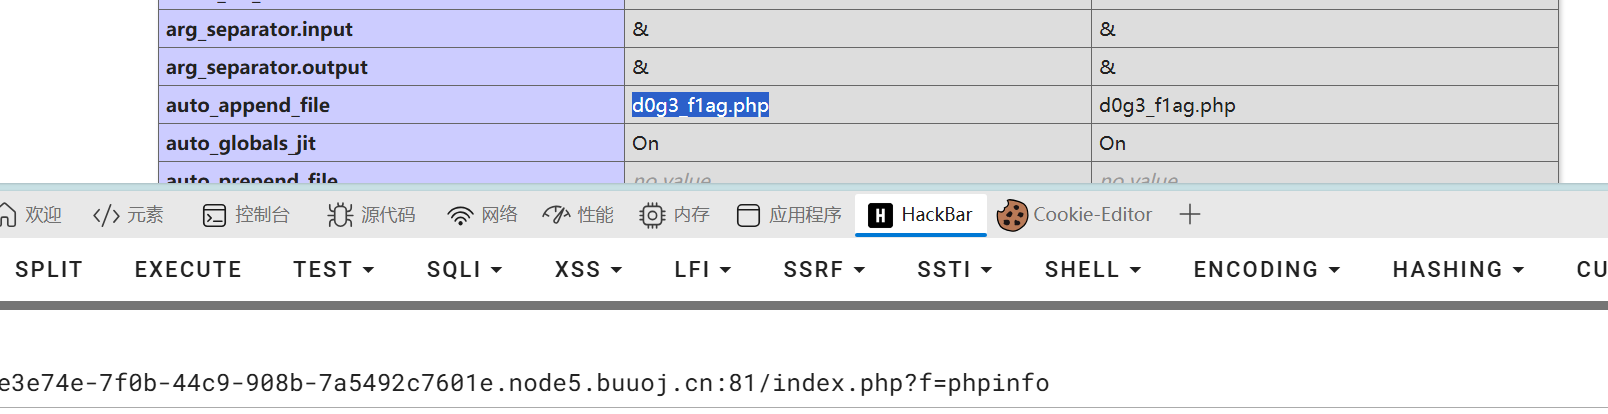 arg_separator.input & &
arg_separator.output & &
auto_append_file d0g3_f1ag.php d0g3_f1ag.php
auto_globals_jit On On
auto_prepend_file no value no value
欢迎 元素 控制台 源代码 网络 性能 内存 应用程序 H HackBar Cookie-Editor
SPLIT EXECUTE TEST SQLI XSS LFI SSRF SSTI SHELL ENCODING HASHING CU
e3e74e-7f0b-44c9-908b-7a5492c7601e.node5.buuoj.cn:81/index.php?f=phpinfo